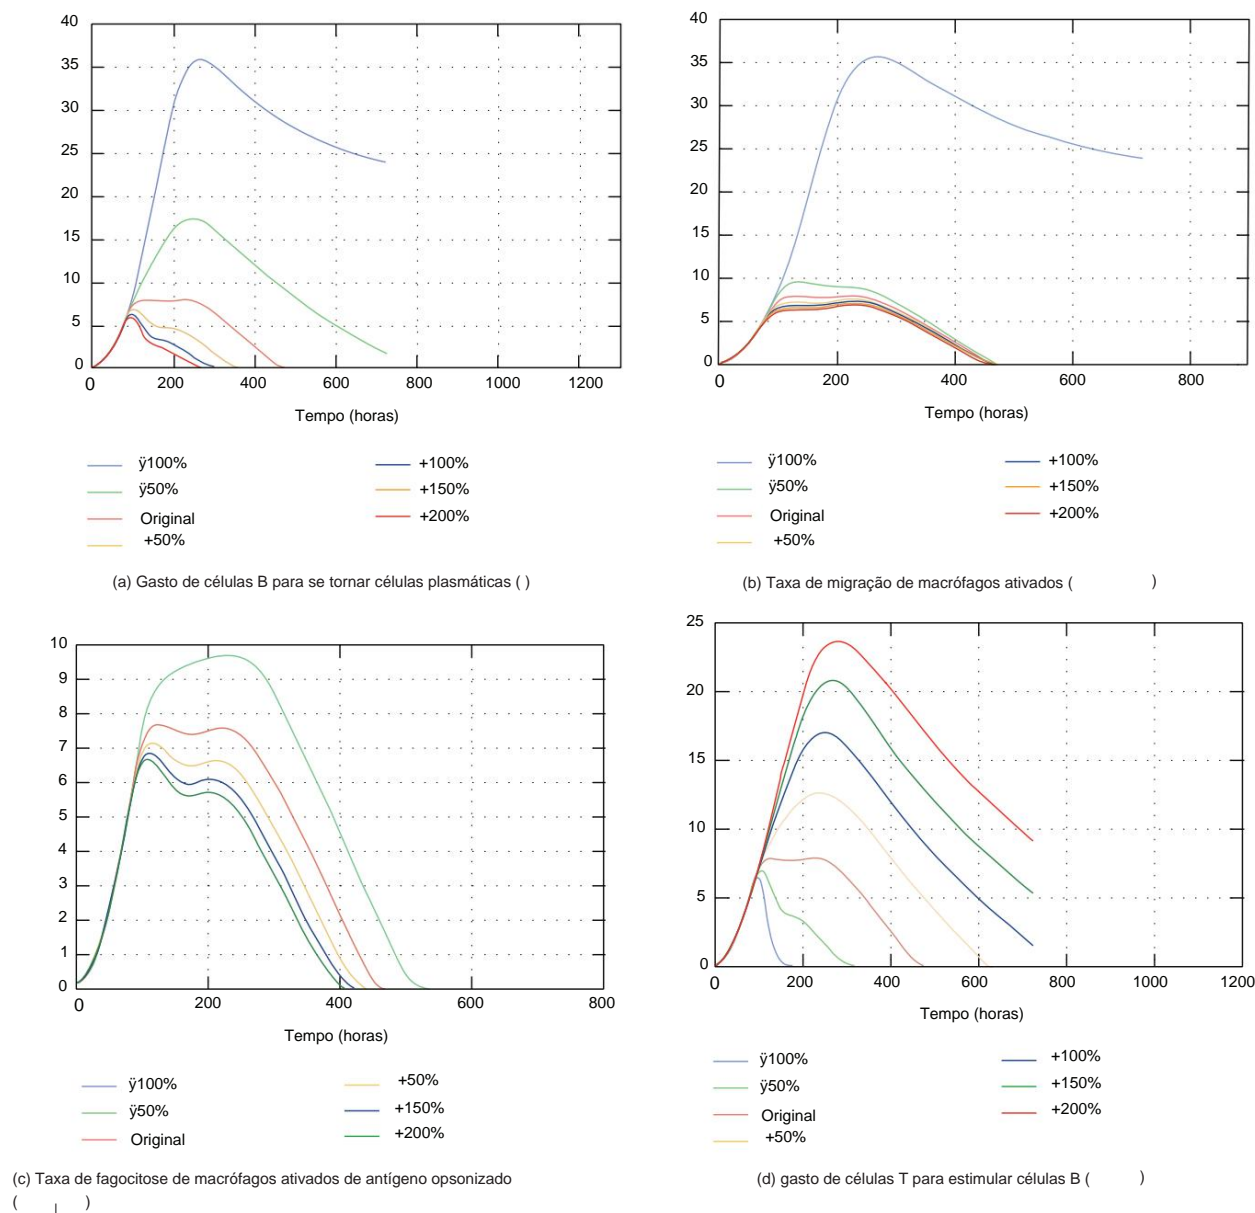 40
35
30
25
20
15
10
5
0
0 200 400 600 800 1000 1200
Tempo (horas)
ÿ100%
ÿ50%
Original
+50%
+100%
+150%
+200%
(a) Gasto de células B para se tornar células plasmáticas ( )
40
35
30
25
20
15
10
5
0
0 200 400 600 800
Tempo (horas)
ÿ100%
ÿ50%
Original
+50%
+100%
+150%
+200%
(b) Taxa de migração de macrófagos ativados ( )
10
9
8
7
6
5
4
3
2
1
0
0 200 400 600 800
Tempo (horas)
ÿ100%
ÿ50%
Original
+50%
+150%
+200%
(c) Taxa de fagocitose de macrófagos ativados de antígeno opsonizado
( | )
25
20
15
10
5
0
0 200 400 600 800 1000 1200
Tempo (horas)
ÿ100%
ÿ50%
Original
+50%
+100%
+150%
+200%
(d) gasto de células T para estimular células B ( )